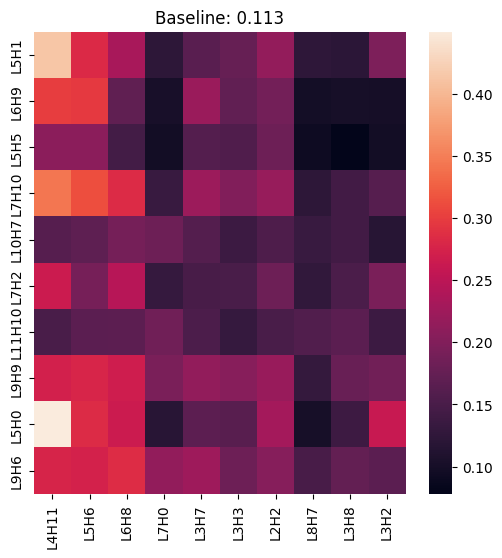 Baseline: 0.113
L5H1
L6H9
L5H5
L7H10
L10H7
L7H2
L11H10
L9H9
L5H0
L9H6
L4H11
L5H6
L6H8
L7H0
L3H7
L3H3
L2H2
L8H7
L3H8
L3H2
0.40
0.35
0.30
0.25
0.20
0.15
0.10